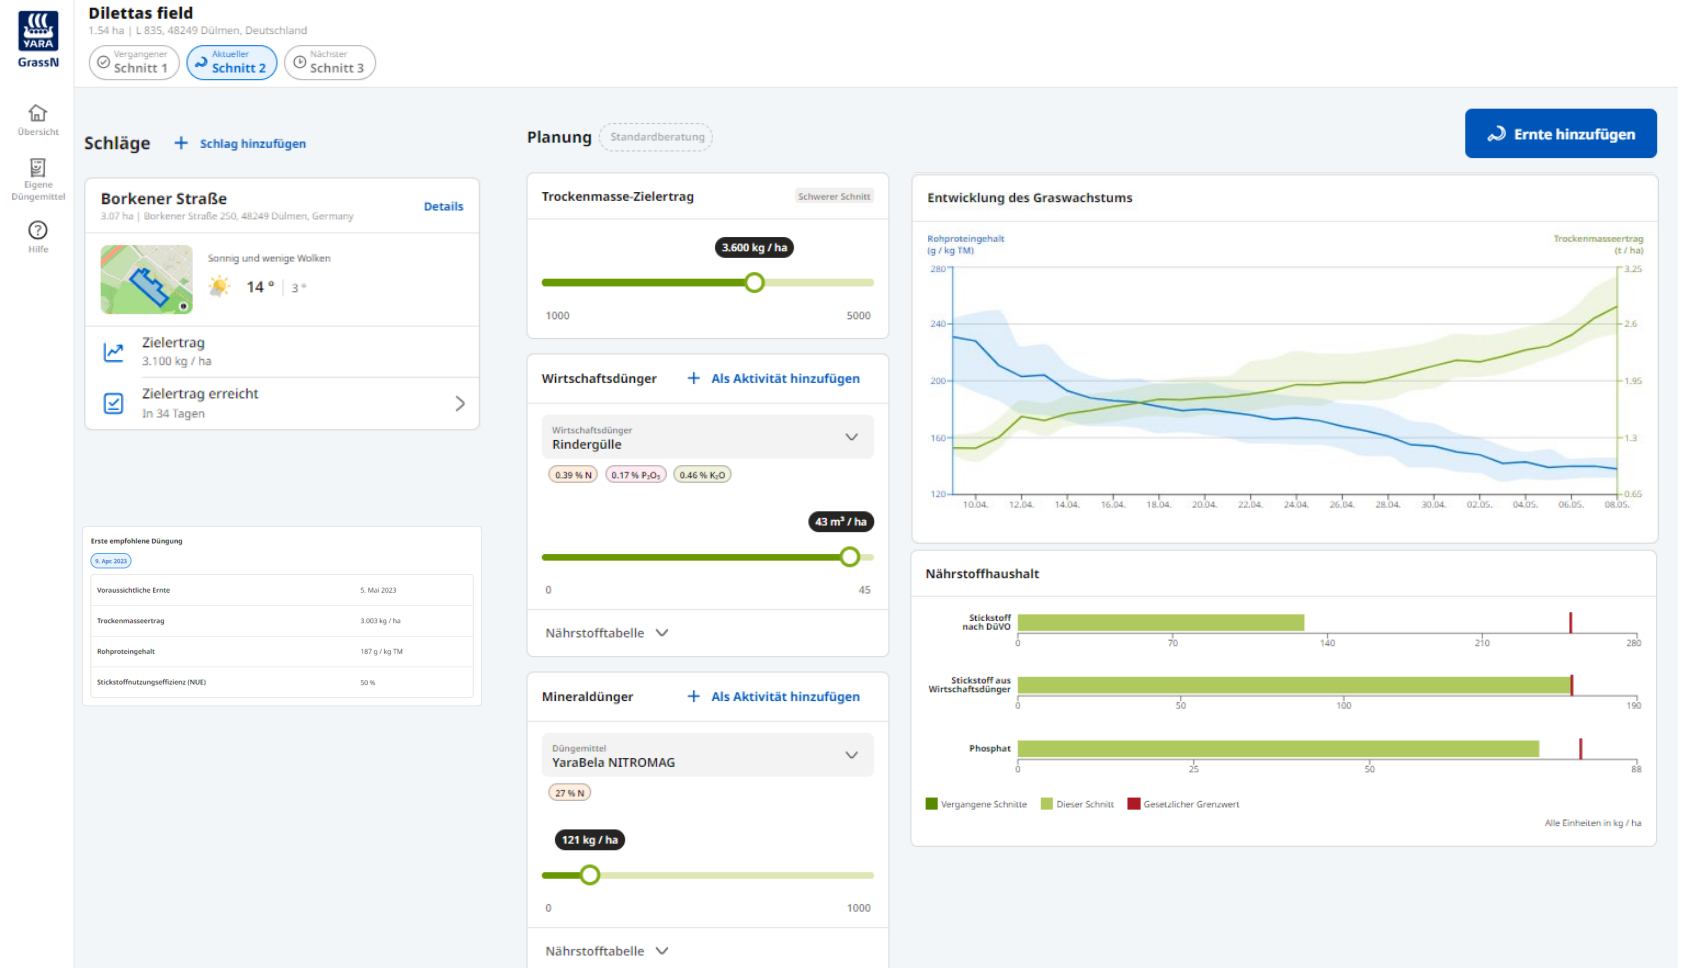 YARA
GrassN
Übersicht
Eigene
Düngemittel
Hilfe
Dilettas field
1.54 ha | L 835, 48249 Dülmen, Deutschland
Vergangener
Schnitt 1
Aktueller
Schnitt 2
Nächster
Schnitt 3
Schläge
+ Schlag hinzufügen
Borkener Straße
3.07 ha | Borkener Straße 250, 48249 Dülmen, Germany
Details
Sonnig und wenige Wolken
14 ° | 3 °
Zielertrag
3.100 kg / ha
Zielertrag erreicht
In 34 Tagen
Erste empfohlene Düngung
9. Apr. 2023
Voraussichtliche Ernte 5. Mai 2023
Trockenmasseertrag 3.003 kg / ha
Rohproteingehalt 187 g / kg TM
Stickstoffnutzungseffizienz (NUE) 50 %
Planung
Standardberatung
Trockenmasse-Zielertrag
Schwerer Schnitt
3.600 kg / ha
1000 5000
Wirtschaftsdünger
+ Als Aktivität hinzufügen
Wirtschaftsdünger
Rindergülle
0.39 % N 0.17 % P₂O₅ 0.46 % K₂O
43 m³ / ha
0 45
Nährstofftabelle
Mineraldünger
+ Als Aktivität hinzufügen
Düngemittel
YaraBela NITROMAG
27 % N
121 kg / ha
0 1000
Nährstofftabelle
Ernte hinzufügen
Entwicklung des Graswachstums
Rohproteingehalt
(g / kg TM)
Trockenmasseertrag
(t / ha)
280 3.25
240 2.6
200 1.95
160 1.3
120 0.65
10.04. 12.04. 14.04. 16.04. 18.04. 20.04. 22.04. 24.04. 26.04. 28.04. 30.04. 02.05. 04.05. 06.05. 08.05.
Nährstoffhaushalt
Stickstoff
nach DüVO
0 70 140 210 280
Stickstoff aus
Wirtschaftsdünger
0 50 100 190
Phosphat
0 25 50 88
Vergangene Schnitte Dieser Schnitt Gesetzlicher Grenzwert
Alle Einheiten in kg / ha